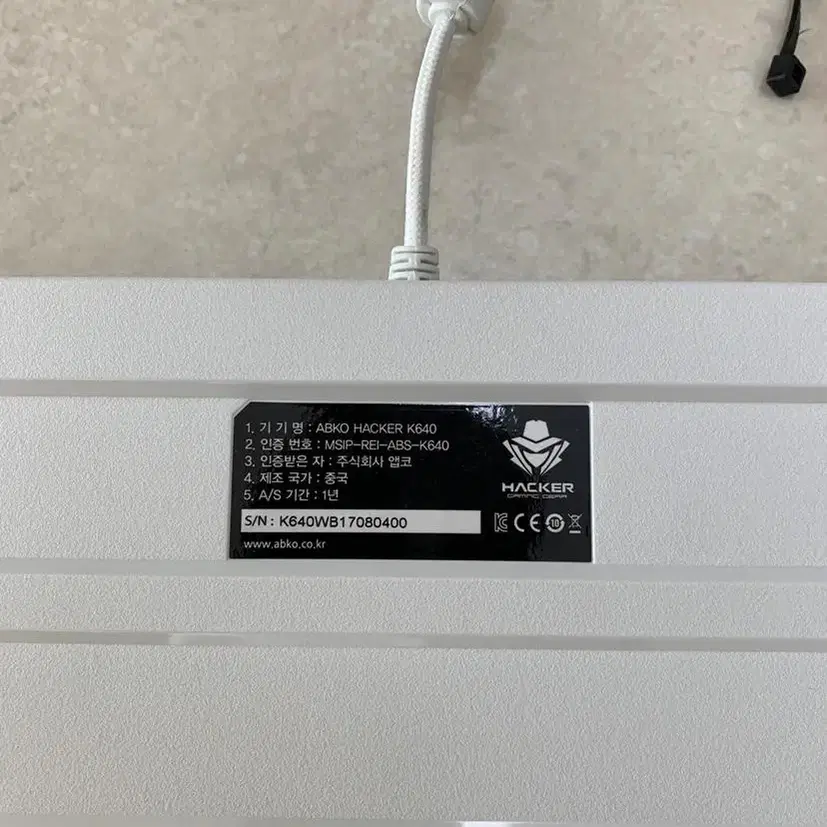 1. 기 기 명 : ABKO HACKER K640
2. 인증 번호 : MSIP-REI-ABS-K640
3. 인증받은 자 : 주식회사 앱코
4. 제조 국가 : 중국
5. A/S 기간 : 1년
S/N : K640WB17080400
www.abko.co.kr
HACKER
GAMING GEAR
CE
10